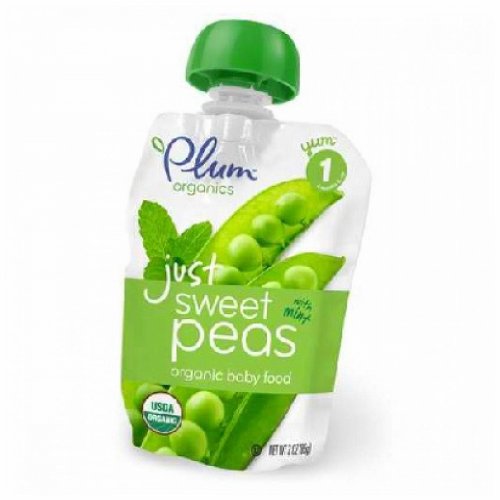 Plum
organics
yum
1
just
sweet
with
mint
peas
organic baby food
USDA
ORGANIC